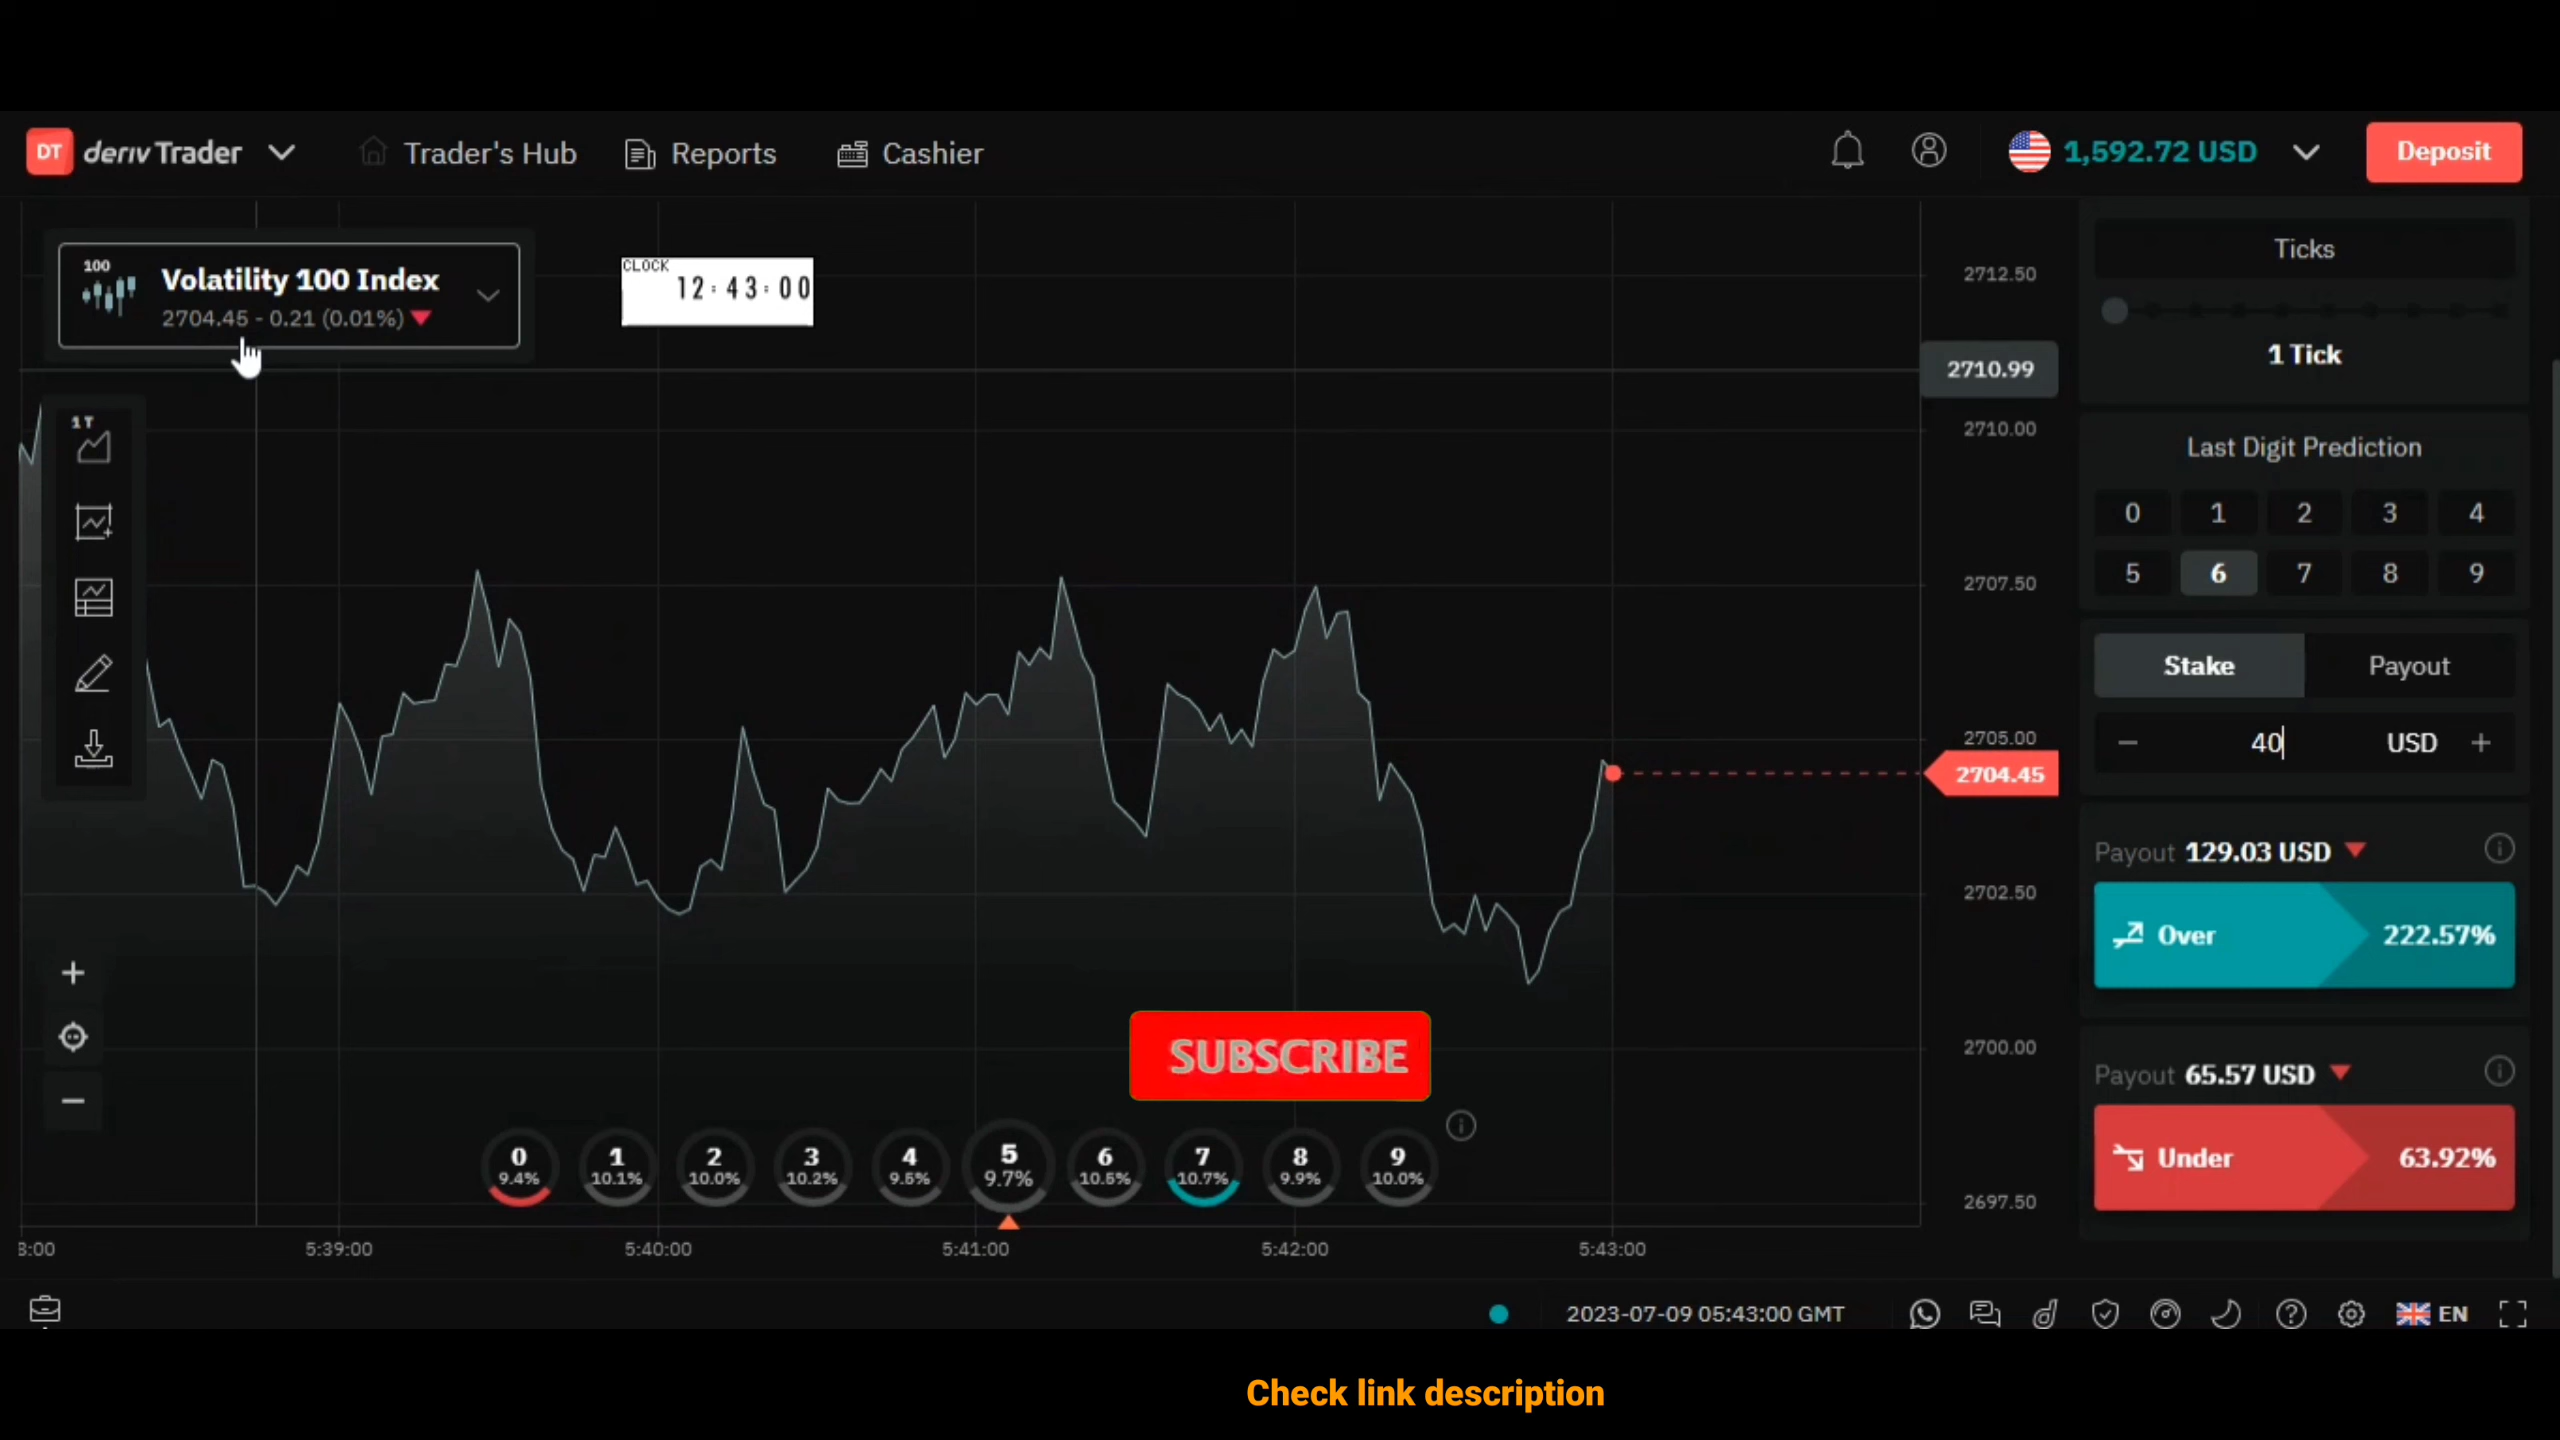 DT deriv Trader Trader's Hub Reports Cashier 1,592.72 USD Deposit
100 Volatility 100 Index
2704.45 - 0.21 (0.01%)
CLOCK
12:43:00
1T
2712.50
2710.99
2710.00
2707.50
2705.00
2704.45
2702.50
2700.00
2697.50
Ticks
1 Tick
Last Digit Prediction
0 1 2 3 4
5 6 7 8 9
Stake Payout
− 40 USD +
Payout 129.03 USD
Over 222.57%
Payout 65.57 USD
Under 63.92%
SUBSCRIBE
0 1 2 3 4 5 6 7 8 9
9.4% 10.1% 10.0% 10.2% 9.5% 9.7% 10.5% 10.7% 9.9% 10.0%
3:00 5:39:00 5:40:00 5:41:00 5:42:00 5:43:00
2023-07-09 05:43:00 GMT EN
Check link description